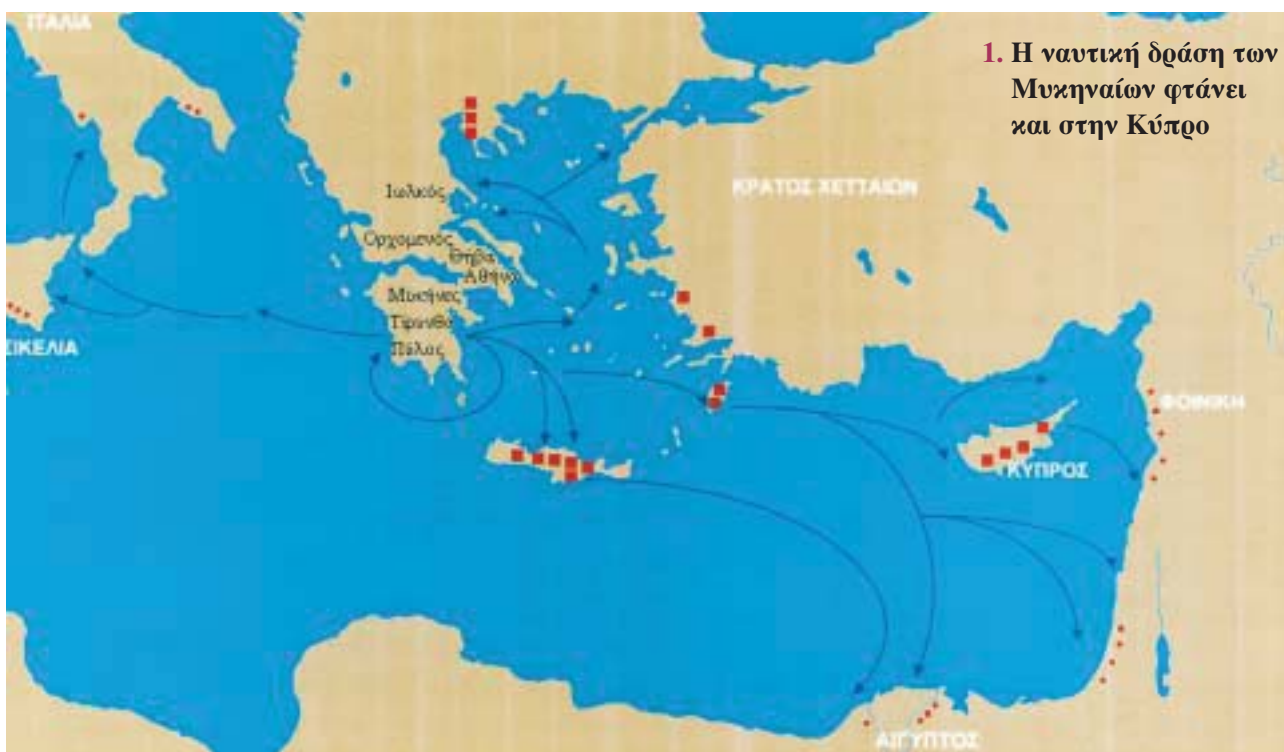 ΙΤΑΛΙΑ
1. Η ναυτική δράση των
Μυκηναίων φτάνει
και στην Κύπρο
ΚΡΑΤΟΣ ΧΕΤΤΑΙΩΝ
Ιωλκός
Ορχομενός
Θήβα
Αθήνα
Μυκήνες
Τίρυνθα
Πύλος
ΣΙΚΕΛΙΑ
ΦΟΙΝΙΚΗ
ΚΥΠΡΟΣ
ΑΙΓΥΠΤΟΣ